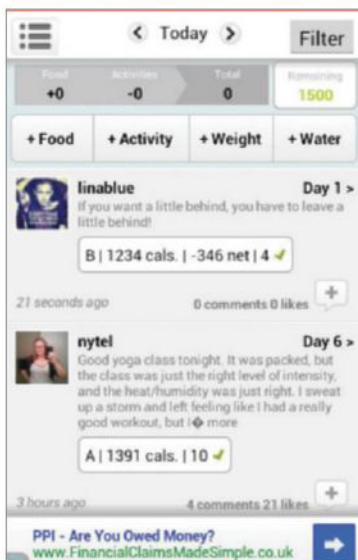 Today Filter
Food Activities Total Remaining
+0 -0 0 1500
+ Food + Activity + Weight + Water
linablue Day 1 >
If you want a little behind, you have to leave a
little behind!
B | 1234 cals. | -346 net | 4
21 seconds ago 0 comments 0 likes
nytel Day 6 >
Good yoga class tonight. It was packed, but
the class was just the right level of intensity,
and the heat/humidity was just right. I sweat
up a storm and left feeling like I had a really
good workout, but I� more
A | 1391 cals. | 10
3 hours ago 4 comments 21 likes
PPI - Are You Owed Money?
www.FinancialClaimsMadeSimple.co.uk